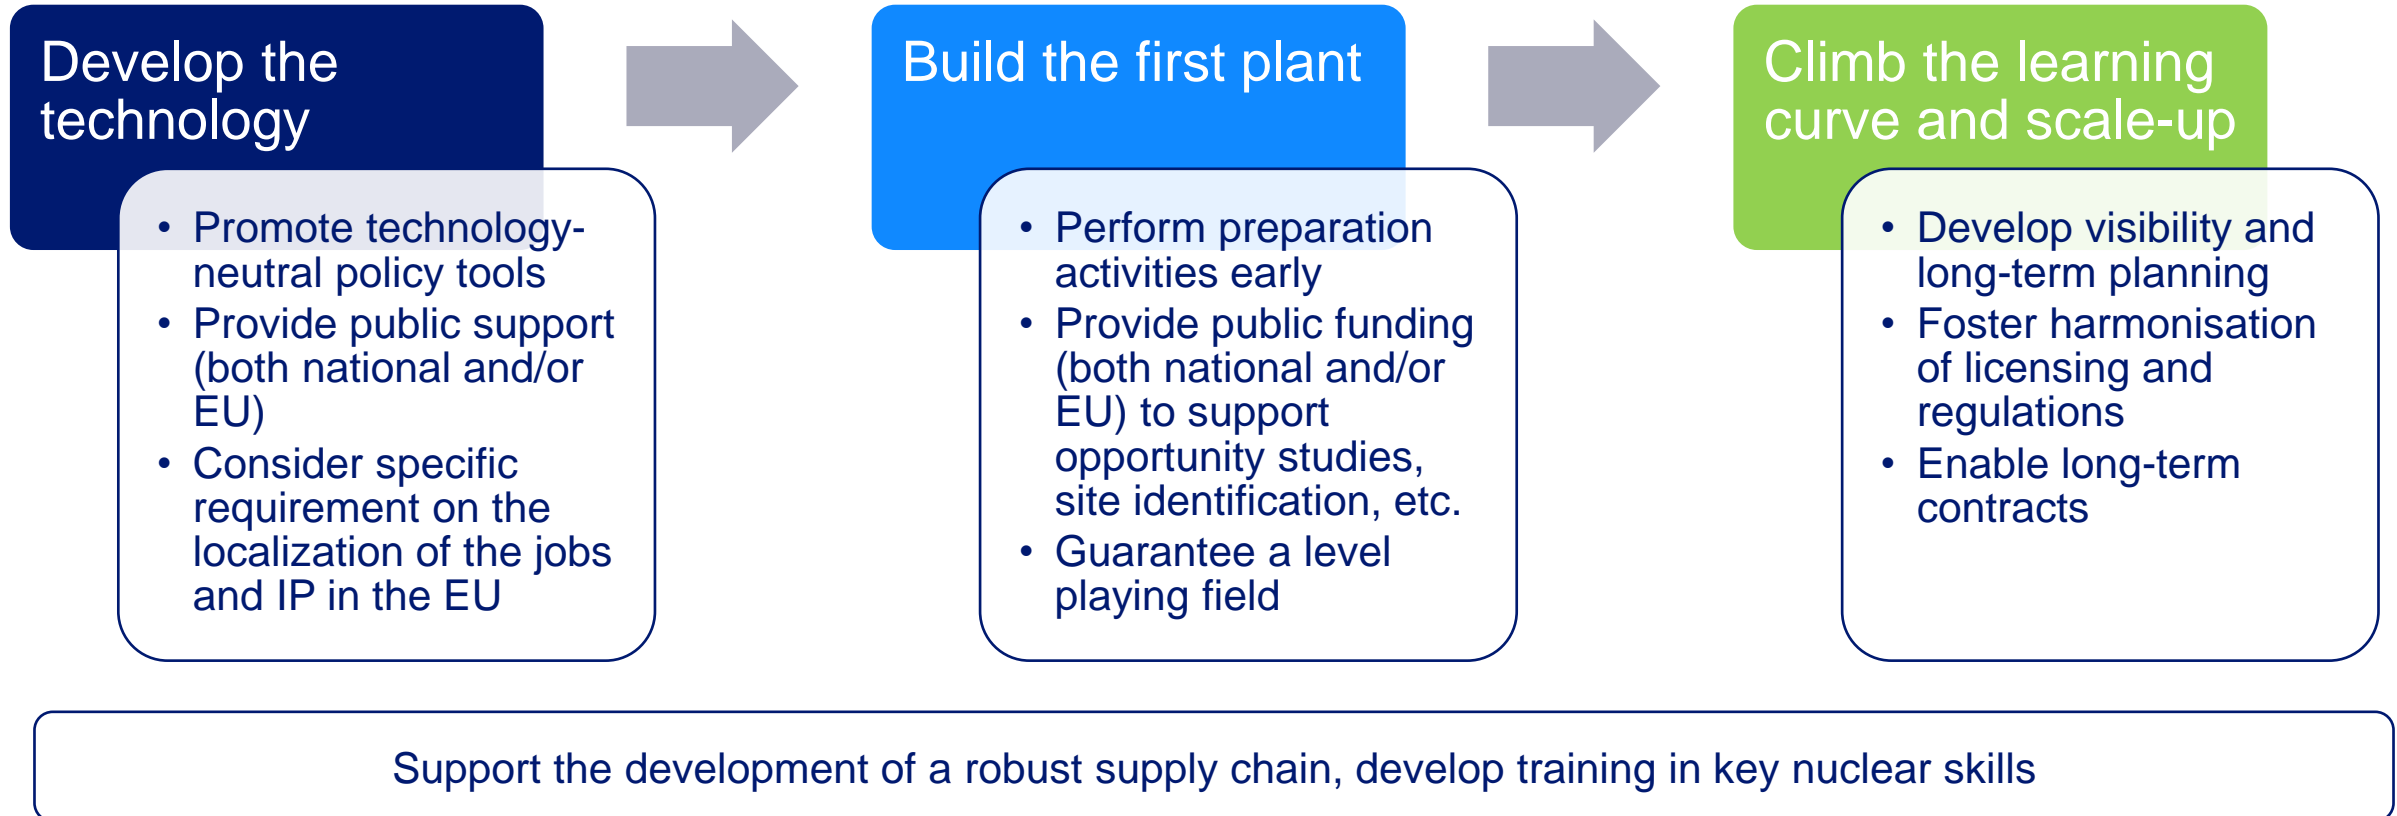 Develop the
technology
• Promote technology-
neutral policy tools
• Provide public support
(both national and/or
EU)
• Consider specific
requirement on the
localization of the jobs
and IP in the EU
Build the first plant
• Perform preparation
activities early
• Provide public funding
(both national and/or
EU) to support
opportunity studies,
site identification, etc.
• Guarantee a level
playing field
Climb the learning
curve and scale-up
• Develop visibility and
long-term planning
• Foster harmonisation
of licensing and
regulations
• Enable long-term
contracts
Support the development of a robust supply chain, develop training in key nuclear skills